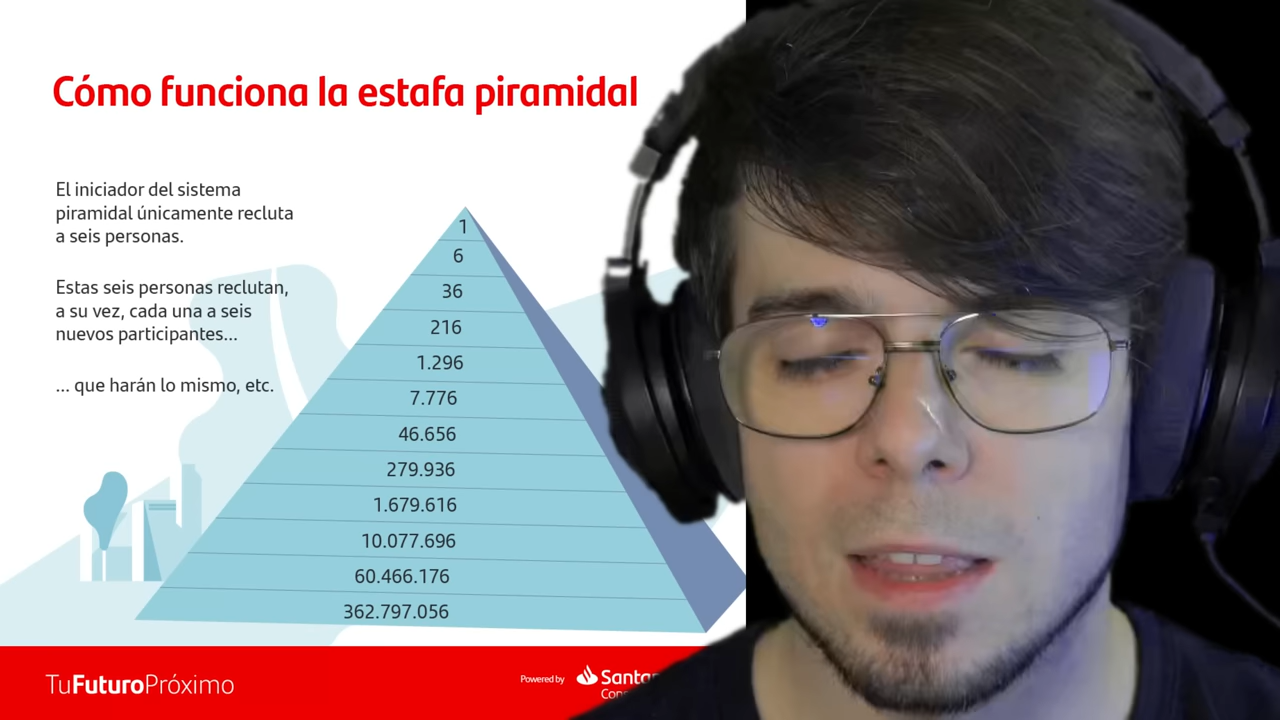 Cómo funciona la estafa piramidal
El iniciador del sistema
piramidal únicamente recluta
a seis personas.
Estas seis personas reclutan,
a su vez, cada una a seis
nuevos participantes...
... que harán lo mismo, etc.
1
6
36
216
1.296
7.776
46.656
279.936
1.679.616
10.077.696
60.466.176
362.797.056
TuFuturoPróximo
Powered by